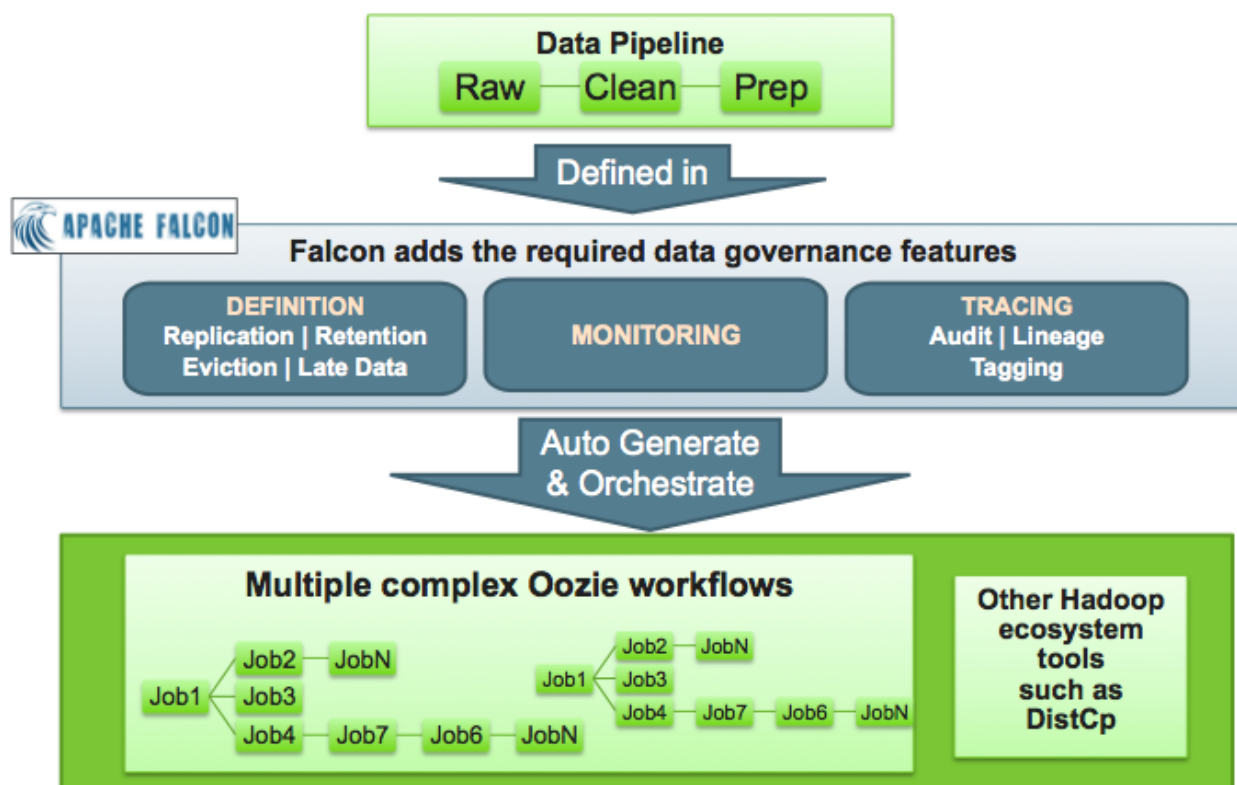 Data Pipeline
Raw Clean Prep
Defined in
APACHE FALCON
Falcon adds the required data governance features
DEFINITION
Replication | Retention
Eviction | Late Data
MONITORING
TRACING
Audit | Lineage
Tagging
Auto Generate
& Orchestrate
Multiple complex Oozie workflows
Job1
Job2 JobN
Job3
Job4 Job7 Job6 JobN
Job1
Job2 JobN
Job3
Job4 Job7 Job6 JobN
Other Hadoop
ecosystem
tools
such as
DistCp